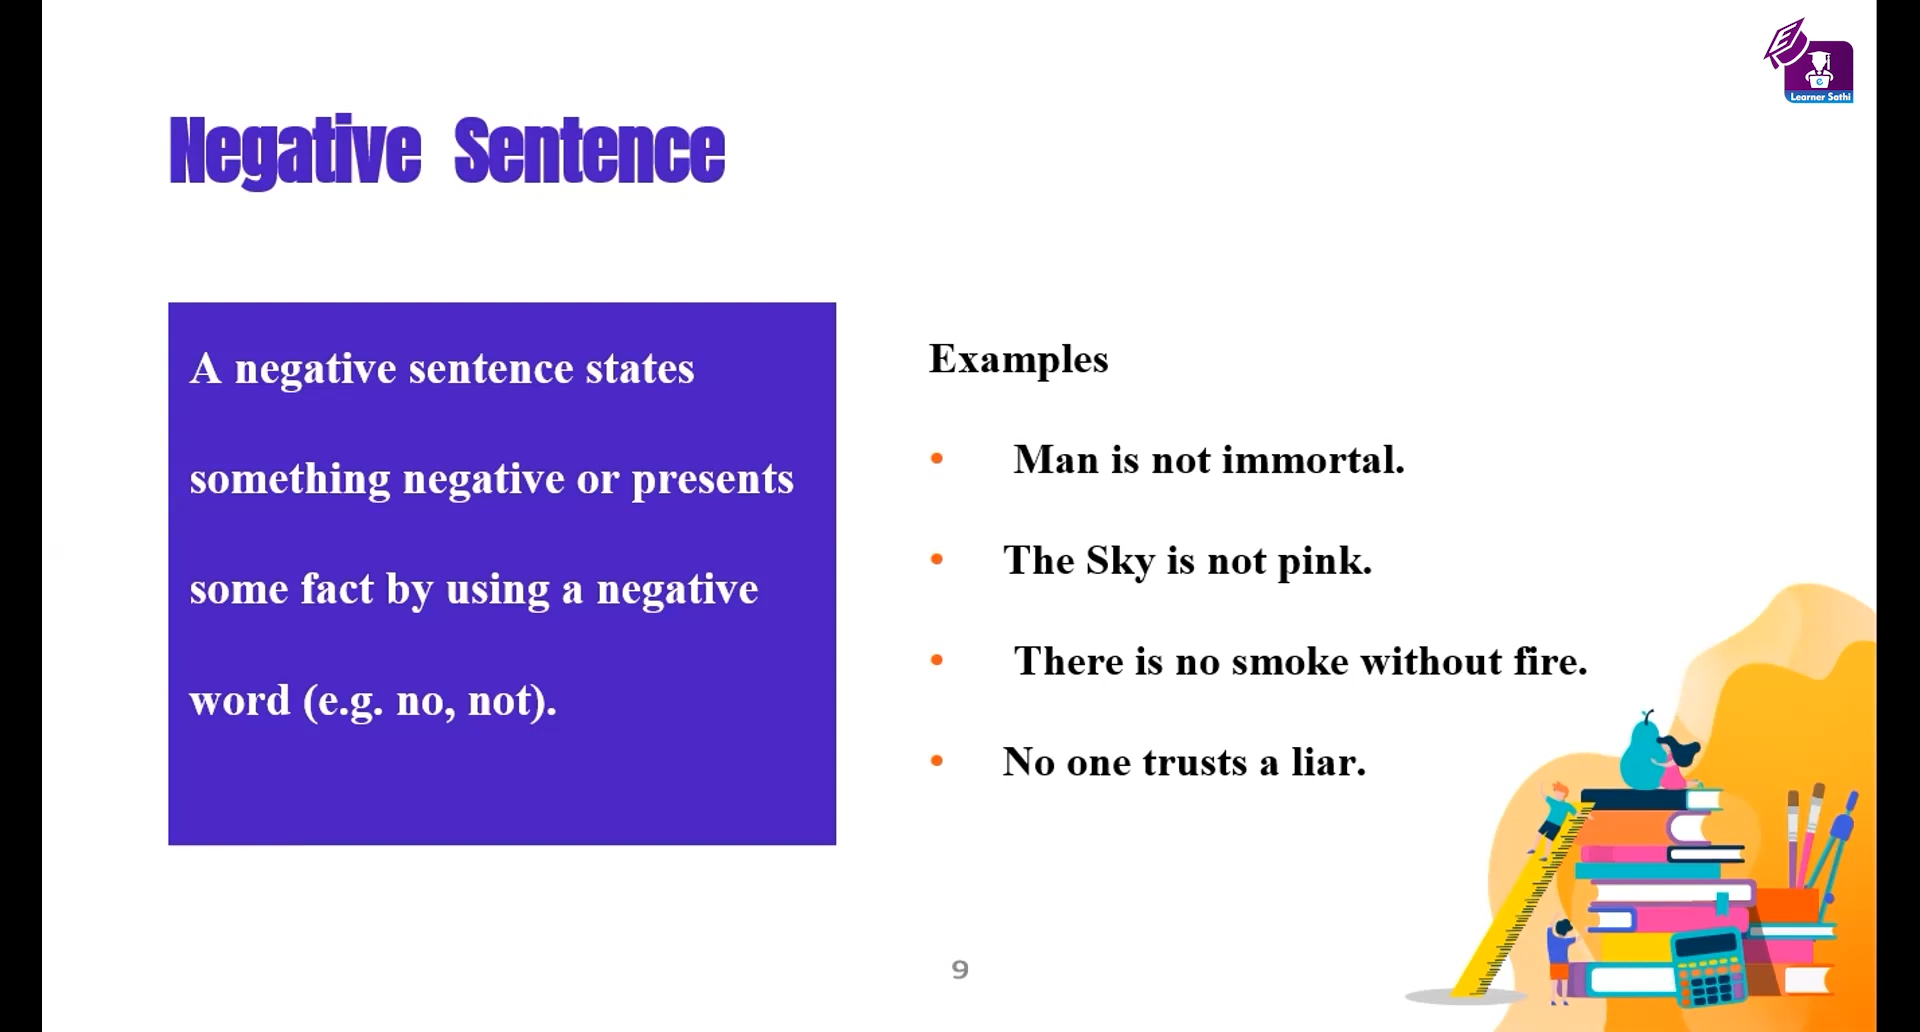 Learner Sathi
Negative Sentence
A negative sentence states
something negative or presents
some fact by using a negative
word (e.g. no, not).
Examples
• Man is not immortal.
• The Sky is not pink.
• There is no smoke without fire.
• No one trusts a liar.
9